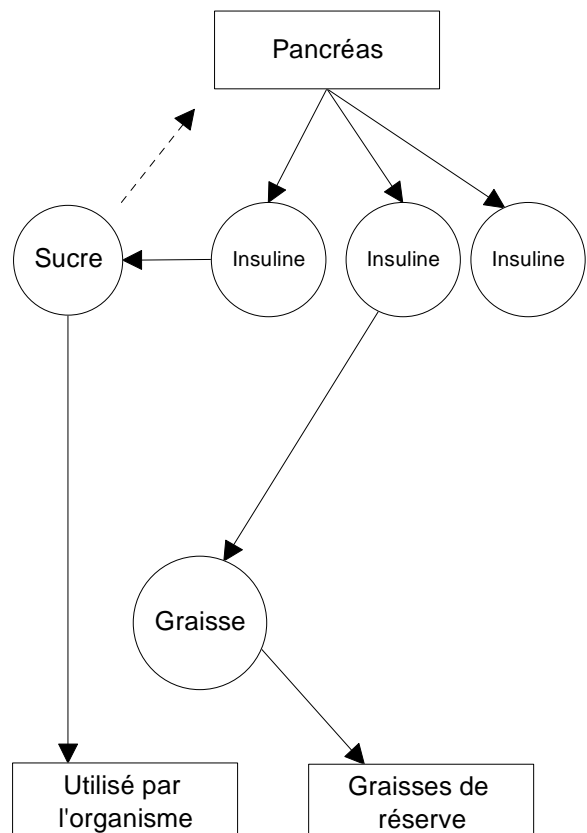 Pancréas
Sucre
Insuline
Insuline
Insuline
Graisse
Utilisé par
l'organisme
Graisses de
réserve